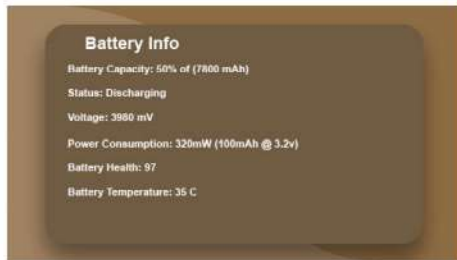 Battery Info
Battery Capacity: 50% of (7800 mAh)
Status: Discharging
Voltage: 3980 mV
Power Consumption: 320mW (100mAh @ 3.2v)
Battery Health: 97
Battery Temperature: 35 C